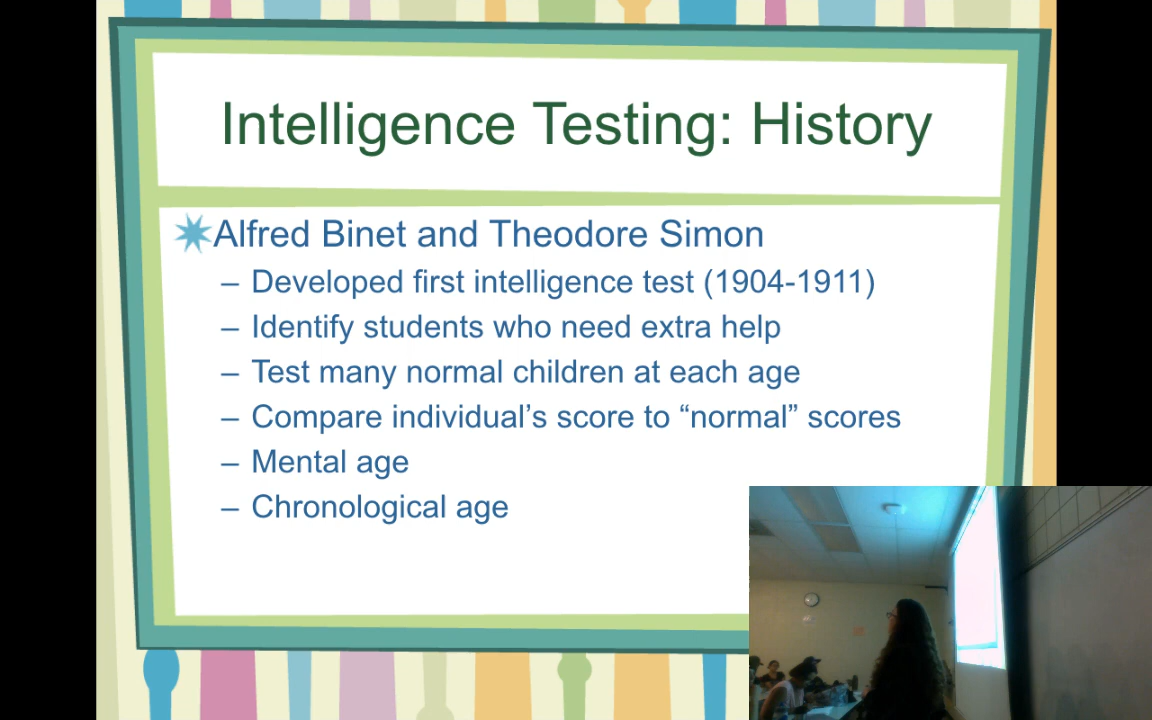 Intelligence Testing: History
Alfred Binet and Theodore Simon
– Developed first intelligence test (1904-1911)
– Identify students who need extra help
– Test many normal children at each age
– Compare individual’s score to “normal” scores
– Mental age
– Chronological age